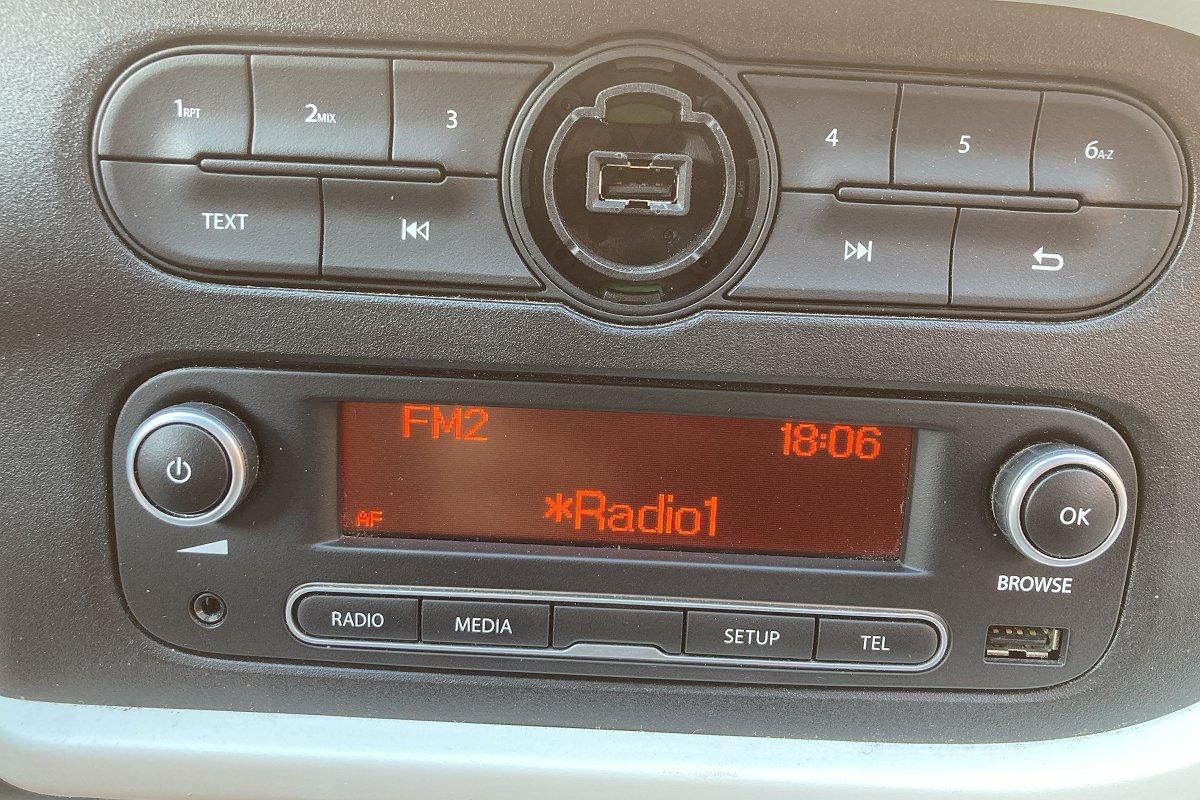 1RPT 2MIX 3 4 5 6A-Z
TEXT
FM2 18:06
AF *Radio1
OK
BROWSE
RADIO MEDIA SETUP TEL